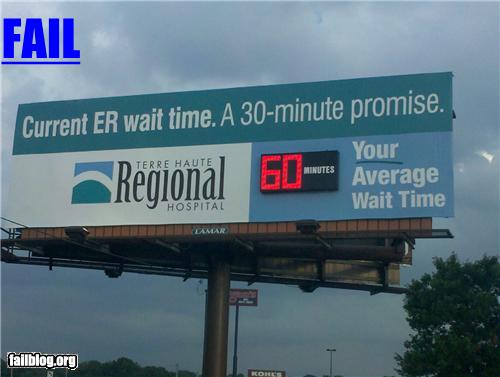 FAIL
Current ER wait time. A 30-minute promise.
TERRE HAUTE
Regional
HOSPITAL
60 MINUTES
Your
Average
Wait Time
LAMAR
KOHL'S
failblog.org